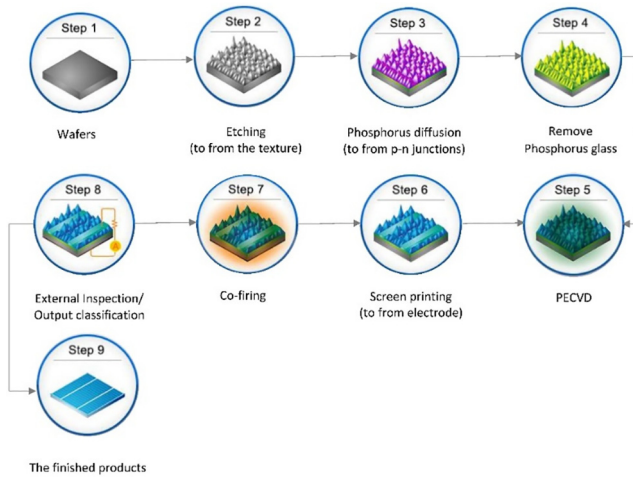 Step 1
Wafers
Step 2
Etching
(to from the texture)
Step 3
Phosphorus diffusion
(to from p-n junctions)
Step 4
Remove
Phosphorus glass
Step 8
External Inspection/
Output classification
Step 7
Co-firing
Step 6
Screen printing
(to from electrode)
Step 5
PECVD
Step 9
The finished products